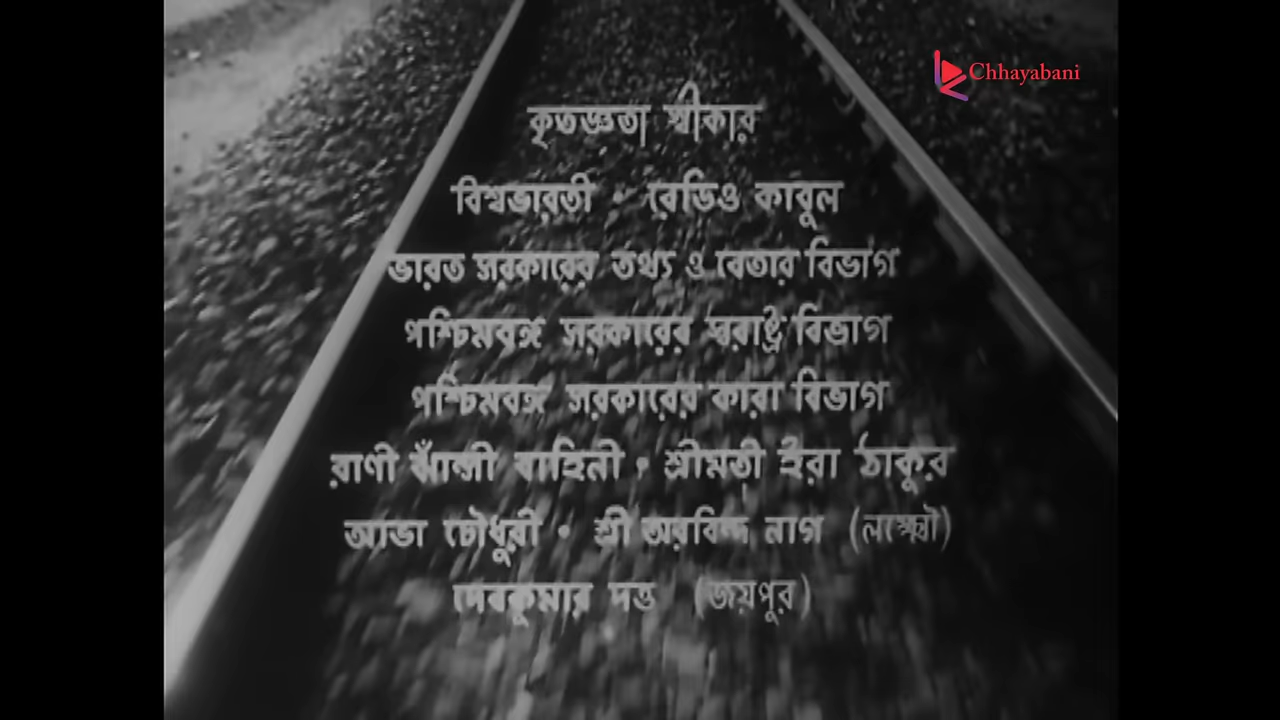 Chhayabani
কৃতজ্ঞতা স্বীকার
বিশ্বভারতী • রেডিও কাবুল
ভারত সরকারের তথ্য ও বেতার বিভাগ
পশ্চিমবঙ্গ সরকারের স্বরাষ্ট্র বিভাগ
পশ্চিমবঙ্গ সরকারের কারা বিভাগ
রাণী ঝাঁন্সী বাহিনী • শ্রীমতী ইরা ঠাকুর
আভা চৌধুরী • শ্রী অরবিন্দ নাগ (লক্ষ্ণৌ)
দেবকুমার দত্ত (জয়পুর)